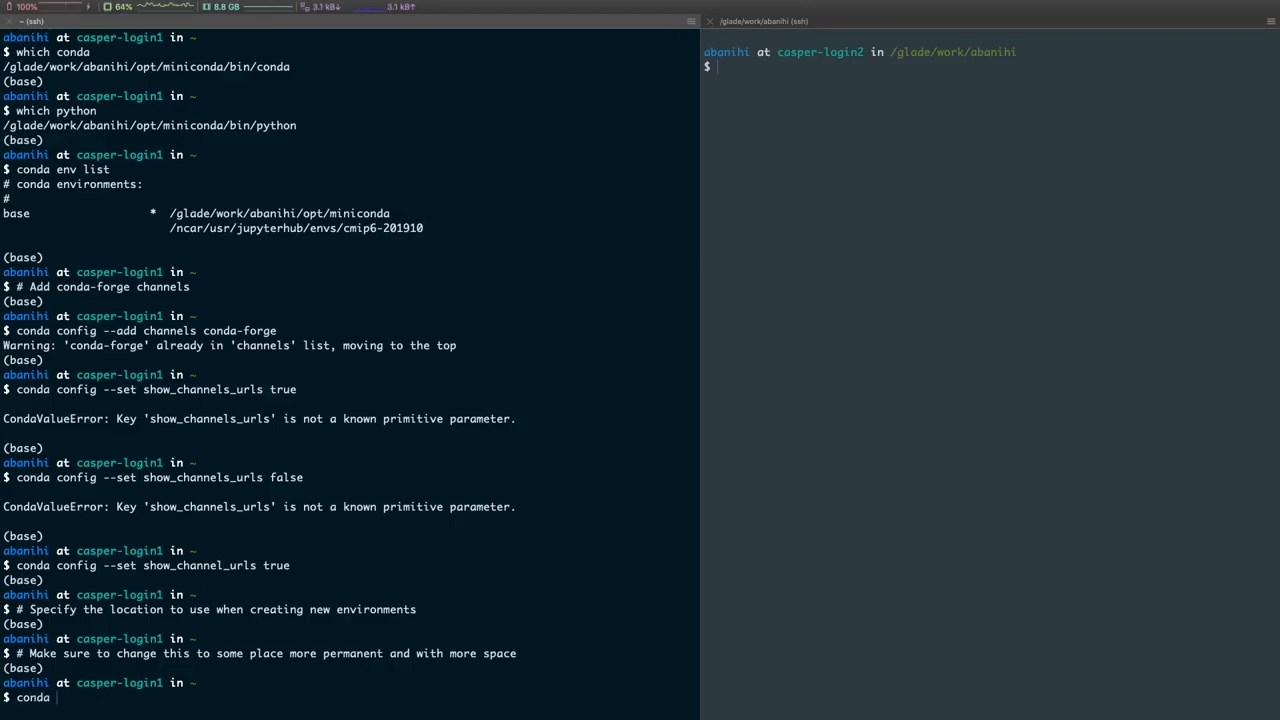 100% 64% 8.8 GB 3.1 kB↓ 3.1 kB↑
~ (ssh)
abanihi at casper-login1 in ~
$ which conda
/glade/work/abanihi/opt/miniconda/bin/conda
(base)
abanihi at casper-login1 in ~
$ which python
/glade/work/abanihi/opt/miniconda/bin/python
(base)
abanihi at casper-login1 in ~
$ conda env list
# conda environments:
#
base * /glade/work/abanihi/opt/miniconda
/ncar/usr/jupyterhub/envs/cmip6-201910
(base)
abanihi at casper-login1 in ~
$ # Add conda-forge channels
(base)
abanihi at casper-login1 in ~
$ conda config --add channels conda-forge
Warning: 'conda-forge' already in 'channels' list, moving to the top
(base)
abanihi at casper-login1 in ~
$ conda config --set show_channels_urls true
CondaValueError: Key 'show_channels_urls' is not a known primitive parameter.
(base)
abanihi at casper-login1 in ~
$ conda config --set show_channels_urls false
CondaValueError: Key 'show_channels_urls' is not a known primitive parameter.
(base)
abanihi at casper-login1 in ~
$ conda config --set show_channel_urls true
(base)
abanihi at casper-login1 in ~
$ # Specify the location to use when creating new environments
(base)
abanihi at casper-login1 in ~
$ # Make sure to change this to some place more permanent and with more space
(base)
abanihi at casper-login1 in ~
$ conda
/glade/work/abanihi (ssh)
abanihi at casper-login2 in /glade/work/abanihi
$